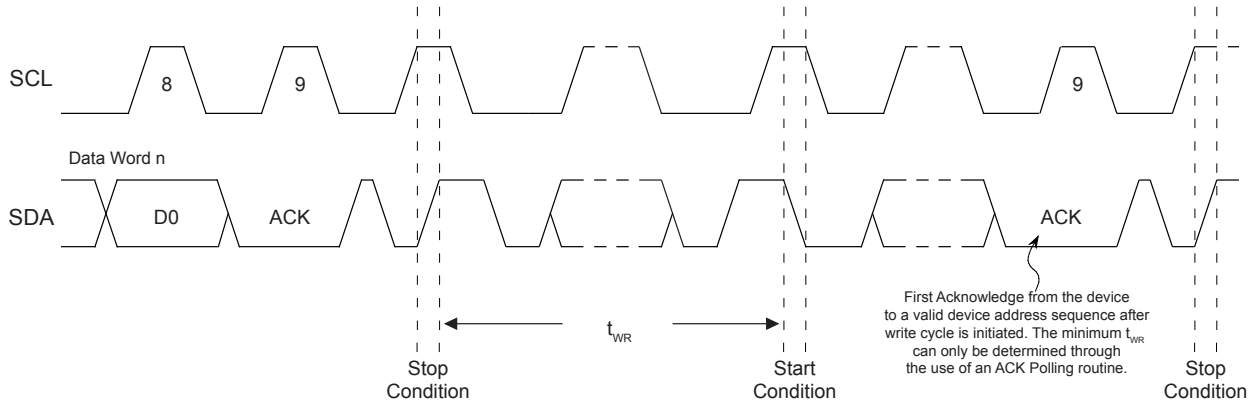 SCL
8
9
9
Data Word n
SDA
D0
ACK
ACK
First Acknowledge from the device
to a valid device address sequence after
write cycle is initiated. The minimum tWR
can only be determined through
the use of an ACK Polling routine.
tWR
Stop
Condition
Start
Condition
Stop
Condition